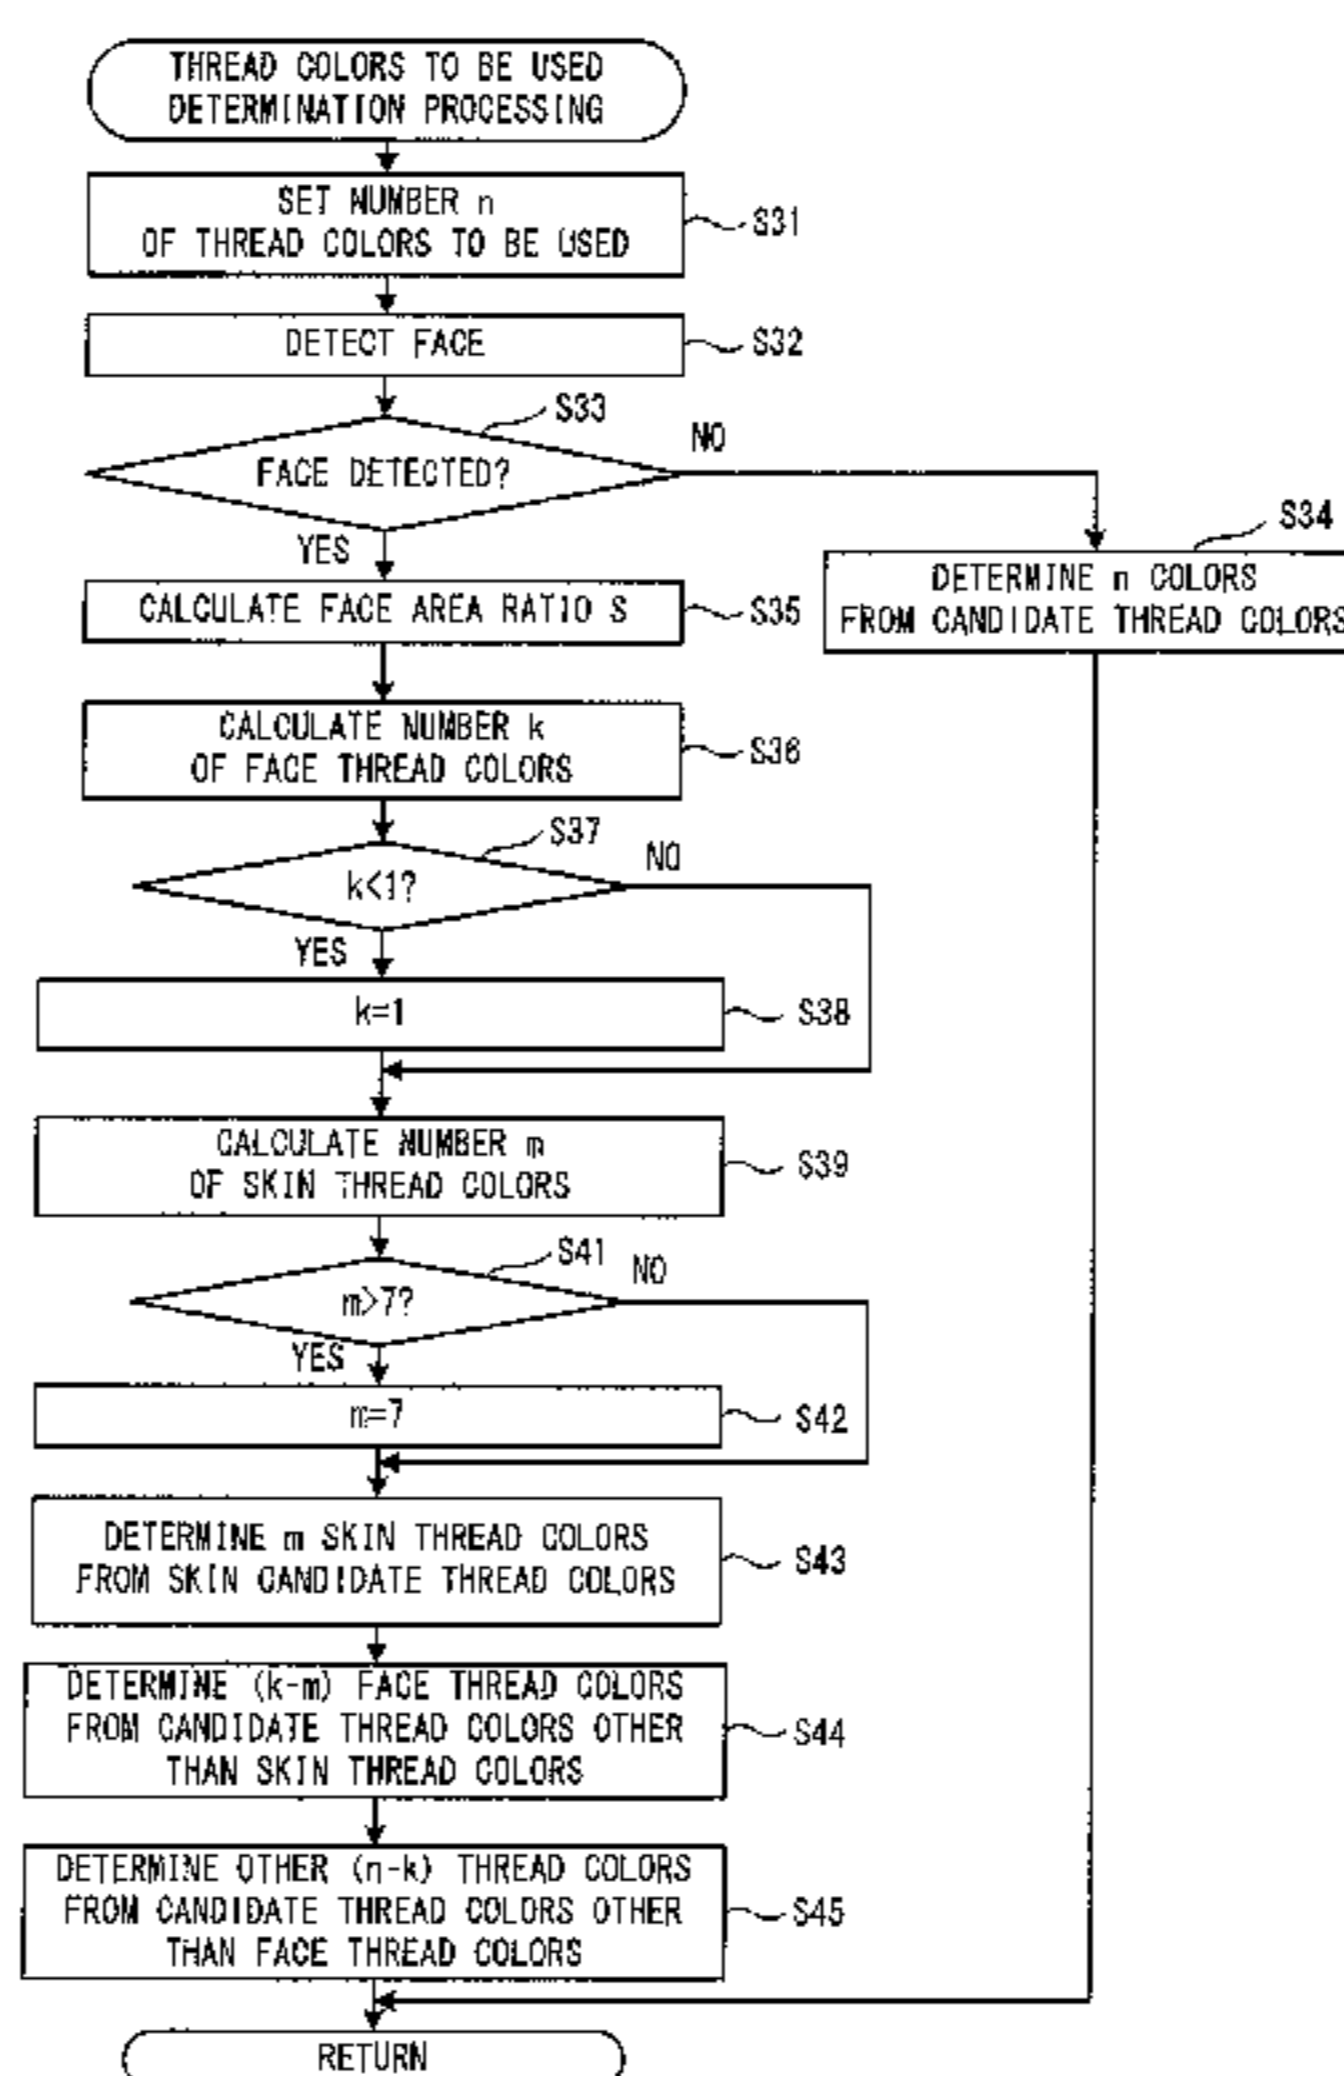 THREAD COLORS TO BE USED
DETERMINATION PROCESSING
SET NUMBER n
OF THREAD COLORS TO BE USED
S31
DETECT FACE
S32
S33
FACE DETECTED?
NO
YES
S34
DETERMINE n COLORS
FROM CANDIDATE THREAD COLORS
CALCULATE FACE AREA RATIO S
S35
CALCULATE NUMBER k
OF FACE THREAD COLORS
S36
S37
k<1?
NO
YES
k=1
S38
CALCULATE NUMBER m
OF SKIN THREAD COLORS
S39
S41
m>7?
NO
YES
m=7
S42
DETERMINE m SKIN THREAD COLORS
FROM SKIN CANDIDATE THREAD COLORS
S43
DETERMINE (k-m) FACE THREAD COLORS
FROM CANDIDATE THREAD COLORS OTHER
THAN SKIN THREAD COLORS
S44
DETERMINE OTHER (n-k) THREAD COLORS
FROM CANDIDATE THREAD COLORS OTHER
THAN FACE THREAD COLORS
S45
RETURN